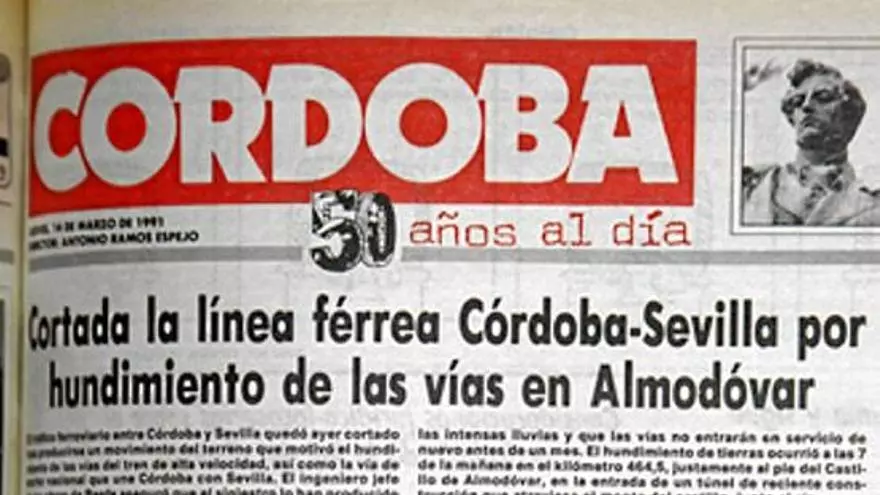 CORDOBA
14 DE MARZO DE 1991
ANTONIO RAMOS ESPEJO
50 años al día
Cortada la línea férrea Córdoba-Sevilla por
hundimiento de las vías en Almodóvar
ferroviario entre Córdoba y Sevilla quedó ayer cortado
un movimiento del terreno que motivó el hundi-
de las vías del tren de alta velocidad, así como la vía de
nacional que une Córdoba con Sevilla. El ingeniero jefe
las intensas lluvias y que las vías no entrarán en servicio de
nuevo antes de un mes. El hundimiento de tierras ocurrió a las 7
de la mañana en el kilómetro 464,5, justamente al pie del Casti-
llo de Almodóvar, en la entrada de un túnel de reciente cons-